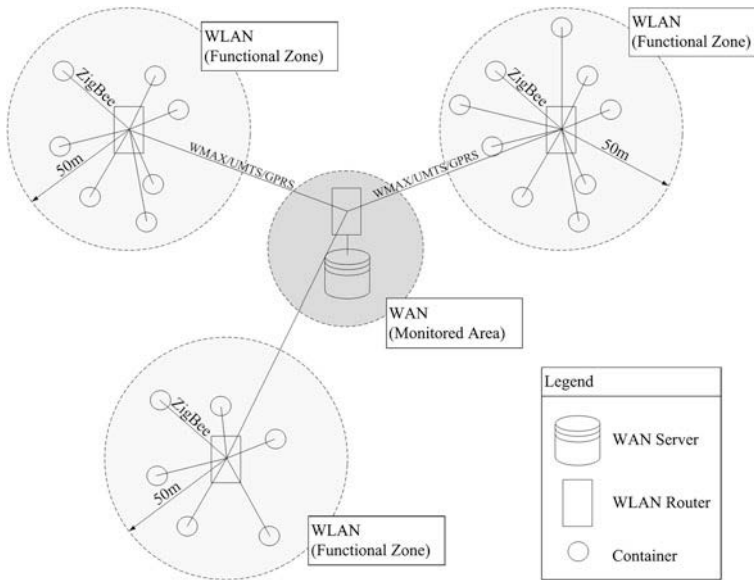 WLAN
(Functional Zone)
ZigBee
50m
WMAX/UMTS/GPRS
WLAN
(Functional Zone)
ZigBee
50m
WMAX/UMTS/GPRS
WAN
(Monitored Area)
ZigBee
50m
WLAN
(Functional Zone)
Legend
WAN Server
WLAN Router
Container